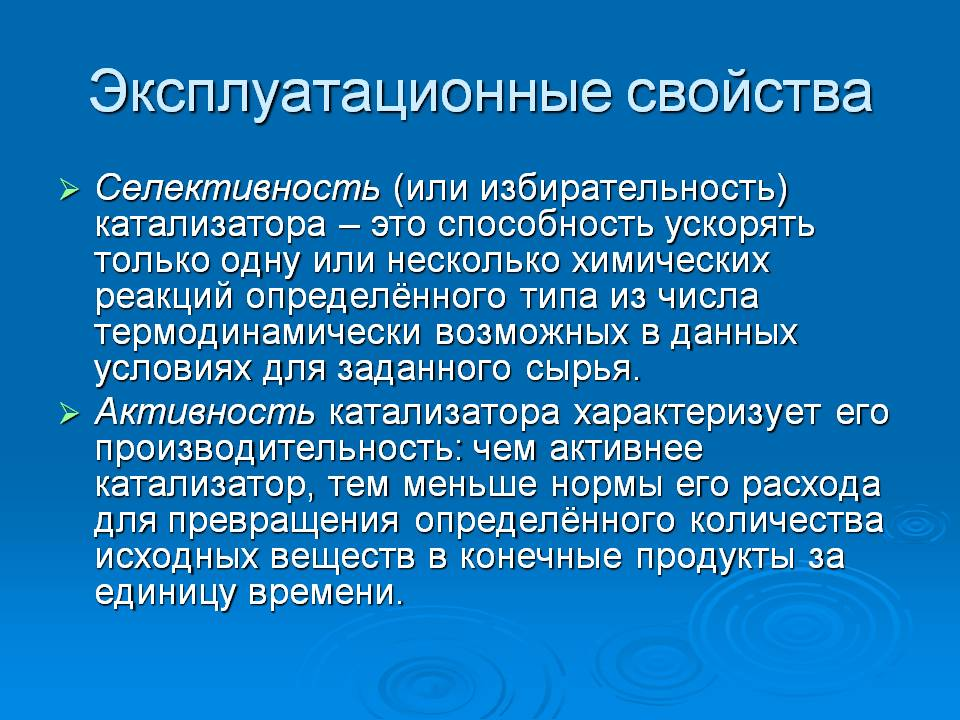 Эксплуатационные свойства
Селективность (или избирательность)
катализатора – это способность ускорять
только одну или несколько химических
реакций определённого типа из числа
термодинамически возможных в данных
условиях для заданного сырья.
Активность катализатора характеризует его
производительность: чем активнее
катализатор, тем меньше нормы его расхода
для превращения определённого количества
исходных веществ в конечные продукты за
единицу времени.